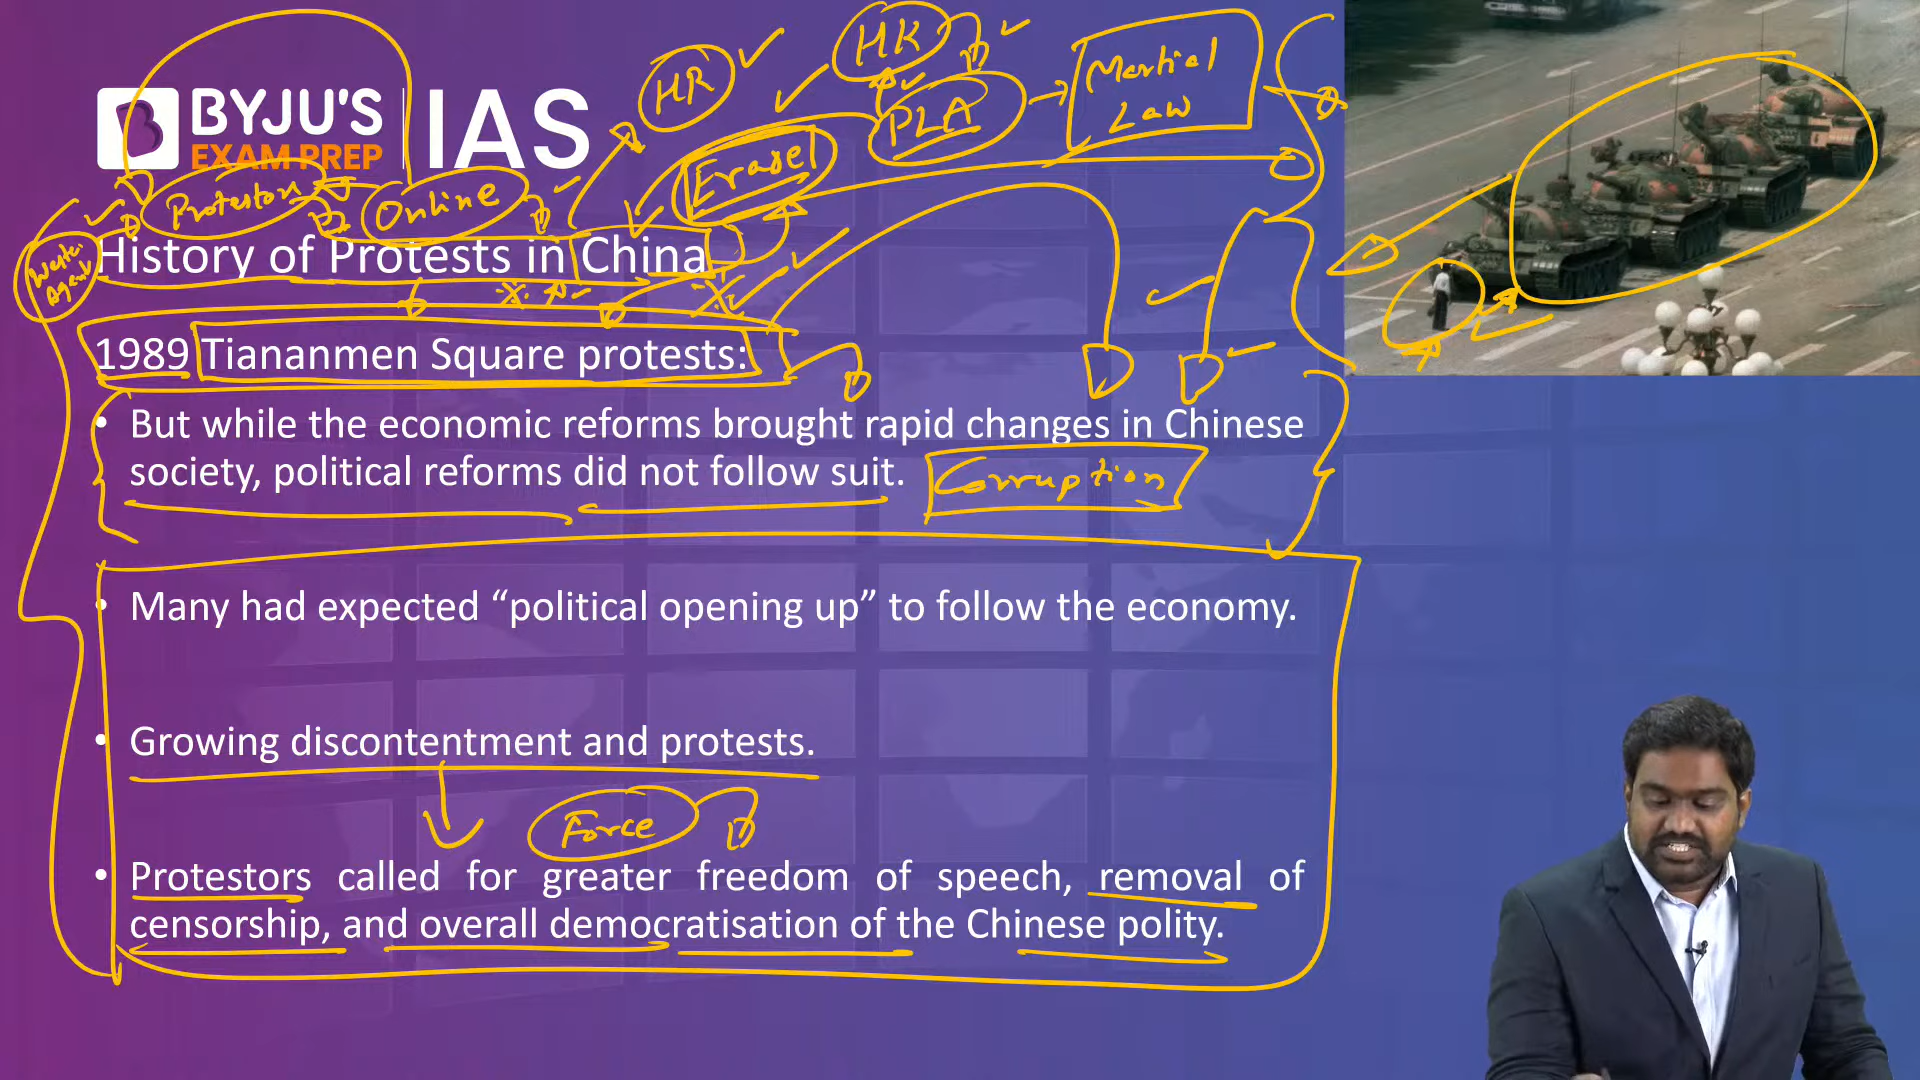 BYJU'S
EXAM PREP
IAS
HR
HK
PLA
Martial
Law
Erased
Protestors
Online
Agent
History of Protests in China
1989 Tiananmen Square protests:
• But while the economic reforms brought rapid changes in Chinese
society, political reforms did not follow suit.
Corruption
• Many had expected “political opening up” to follow the economy.
• Growing discontentment and protests.
Force
• Protestors called for greater freedom of speech, removal of
censorship, and overall democratisation of the Chinese polity.